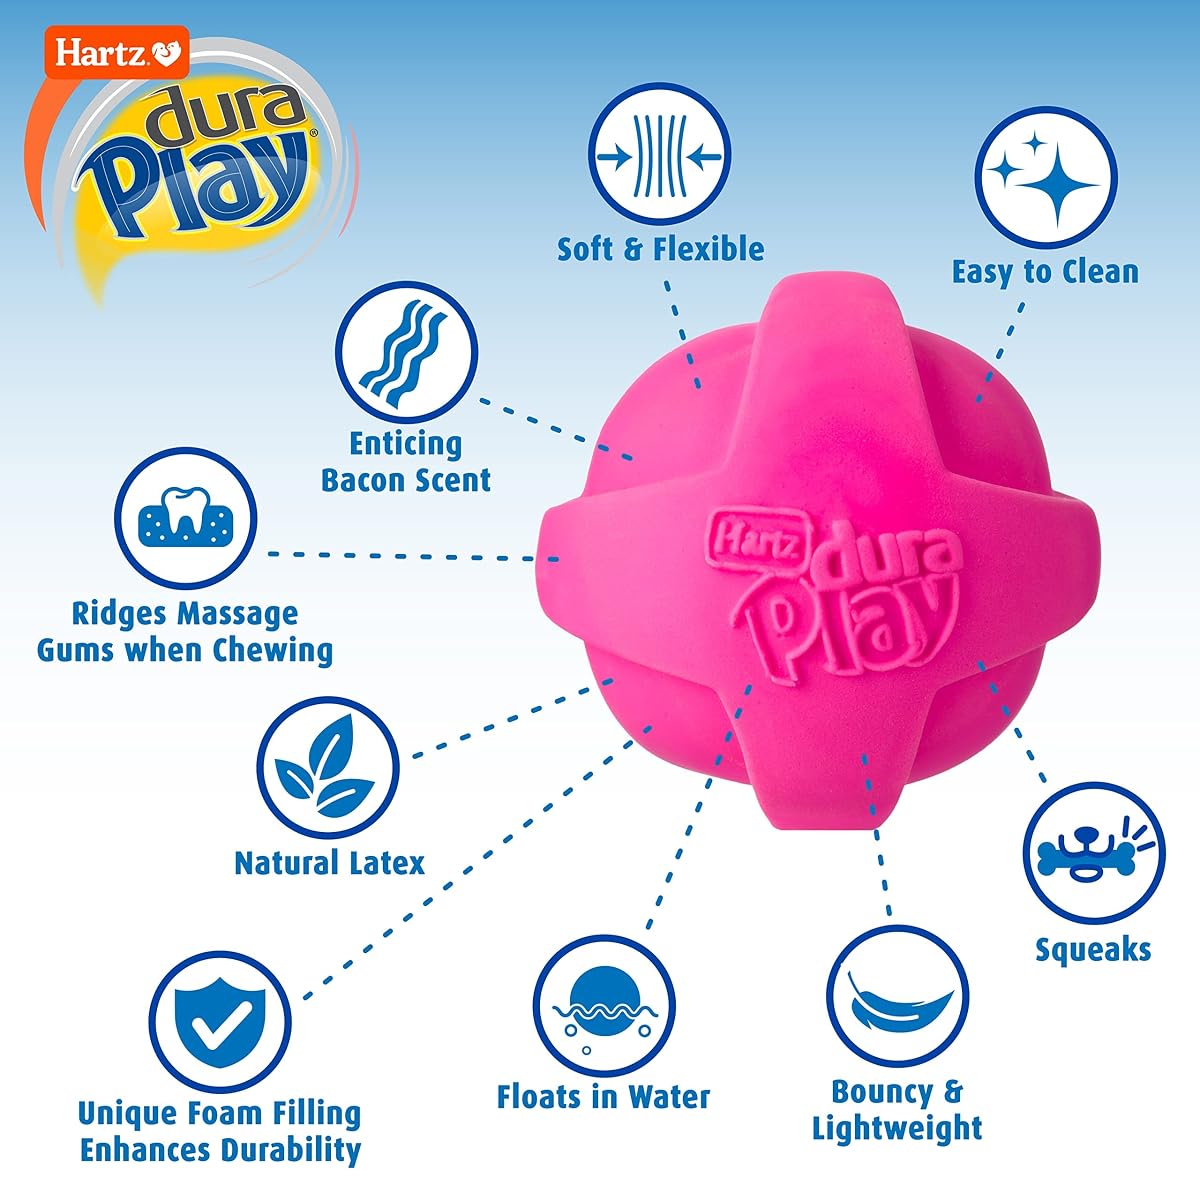 Hartz
dura
Play®
Soft & Flexible
Easy to Clean
Enticing
Bacon Scent
Ridges Massage
Gums when Chewing
Hartz
dura
Play
Natural Latex
Squeaks
Unique Foam Filling
Enhances Durability
Floats in Water
Bouncy &
Lightweight